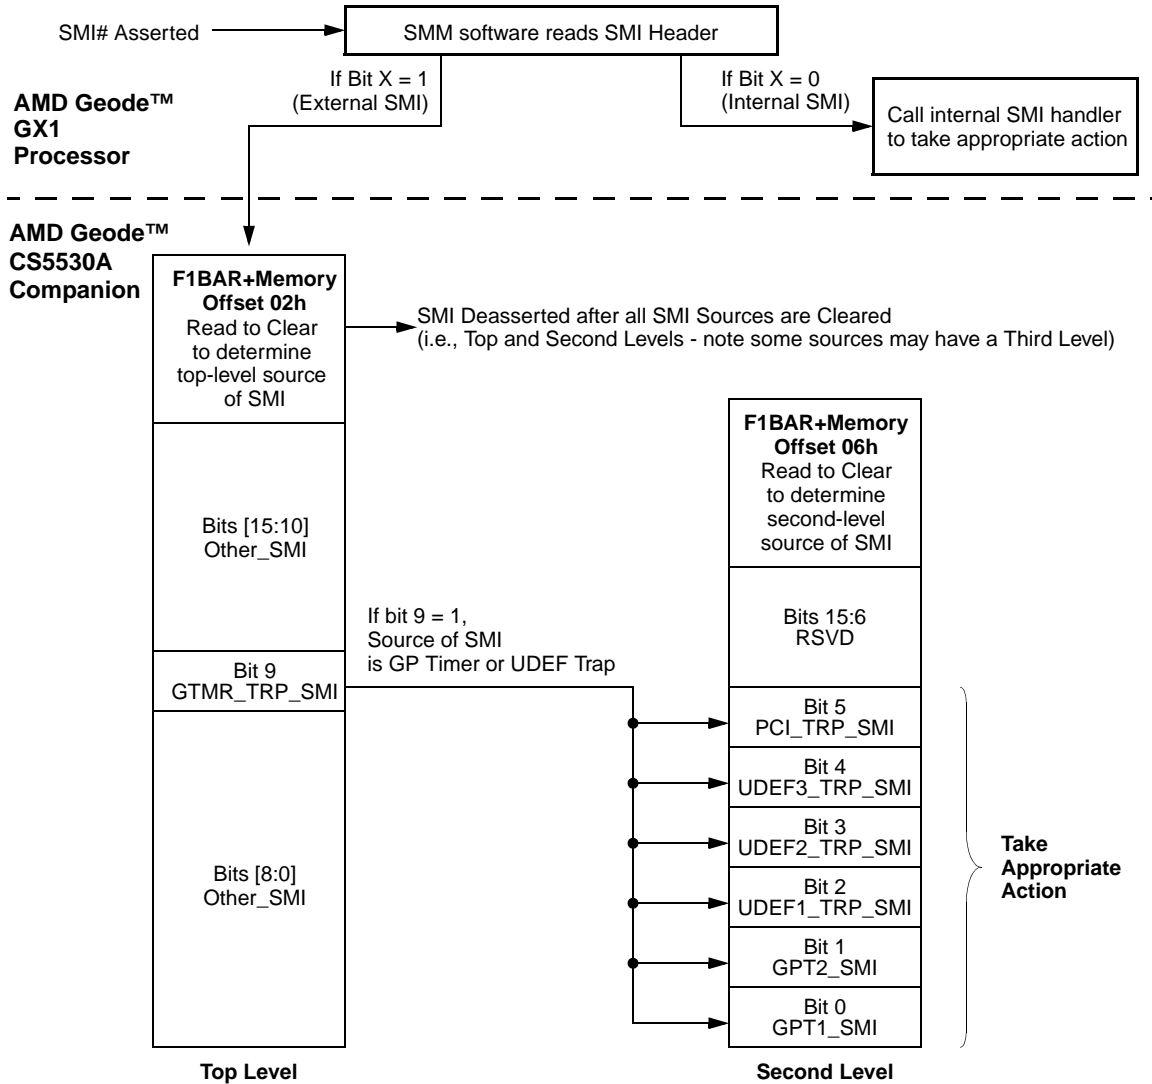 SMI# Asserted
SMM software reads SMI Header
If Bit X = 1
(External SMI)
If Bit X = 0
(Internal SMI)
AMD Geode™
GX1
Processor
Call internal SMI handler
to take appropriate action
AMD Geode™
CS5530A
Companion
F1BAR+Memory
Offset 02h
Read to Clear
to determine
top-level source
of SMI
SMI Deasserted after all SMI Sources are Cleared
(i.e., Top and Second Levels - note some sources may have a Third Level)
Bits [15:10]
Other_SMI
If bit 9 = 1,
Source of SMI
is GP Timer or UDEF Trap
Bit 9
GTMR_TRP_SMI
Bits [8:0]
Other_SMI
Top Level
F1BAR+Memory
Offset 06h
Read to Clear
to determine
second-level
source of SMI
Bits 15:6
RSVD
Bit 5
PCI_TRP_SMI
Bit 4
UDEF3_TRP_SMI
Bit 3
UDEF2_TRP_SMI
Bit 2
UDEF1_TRP_SMI
Bit 1
GPT2_SMI
Bit 0
GPT1_SMI
Take
Appropriate
Action
Second Level